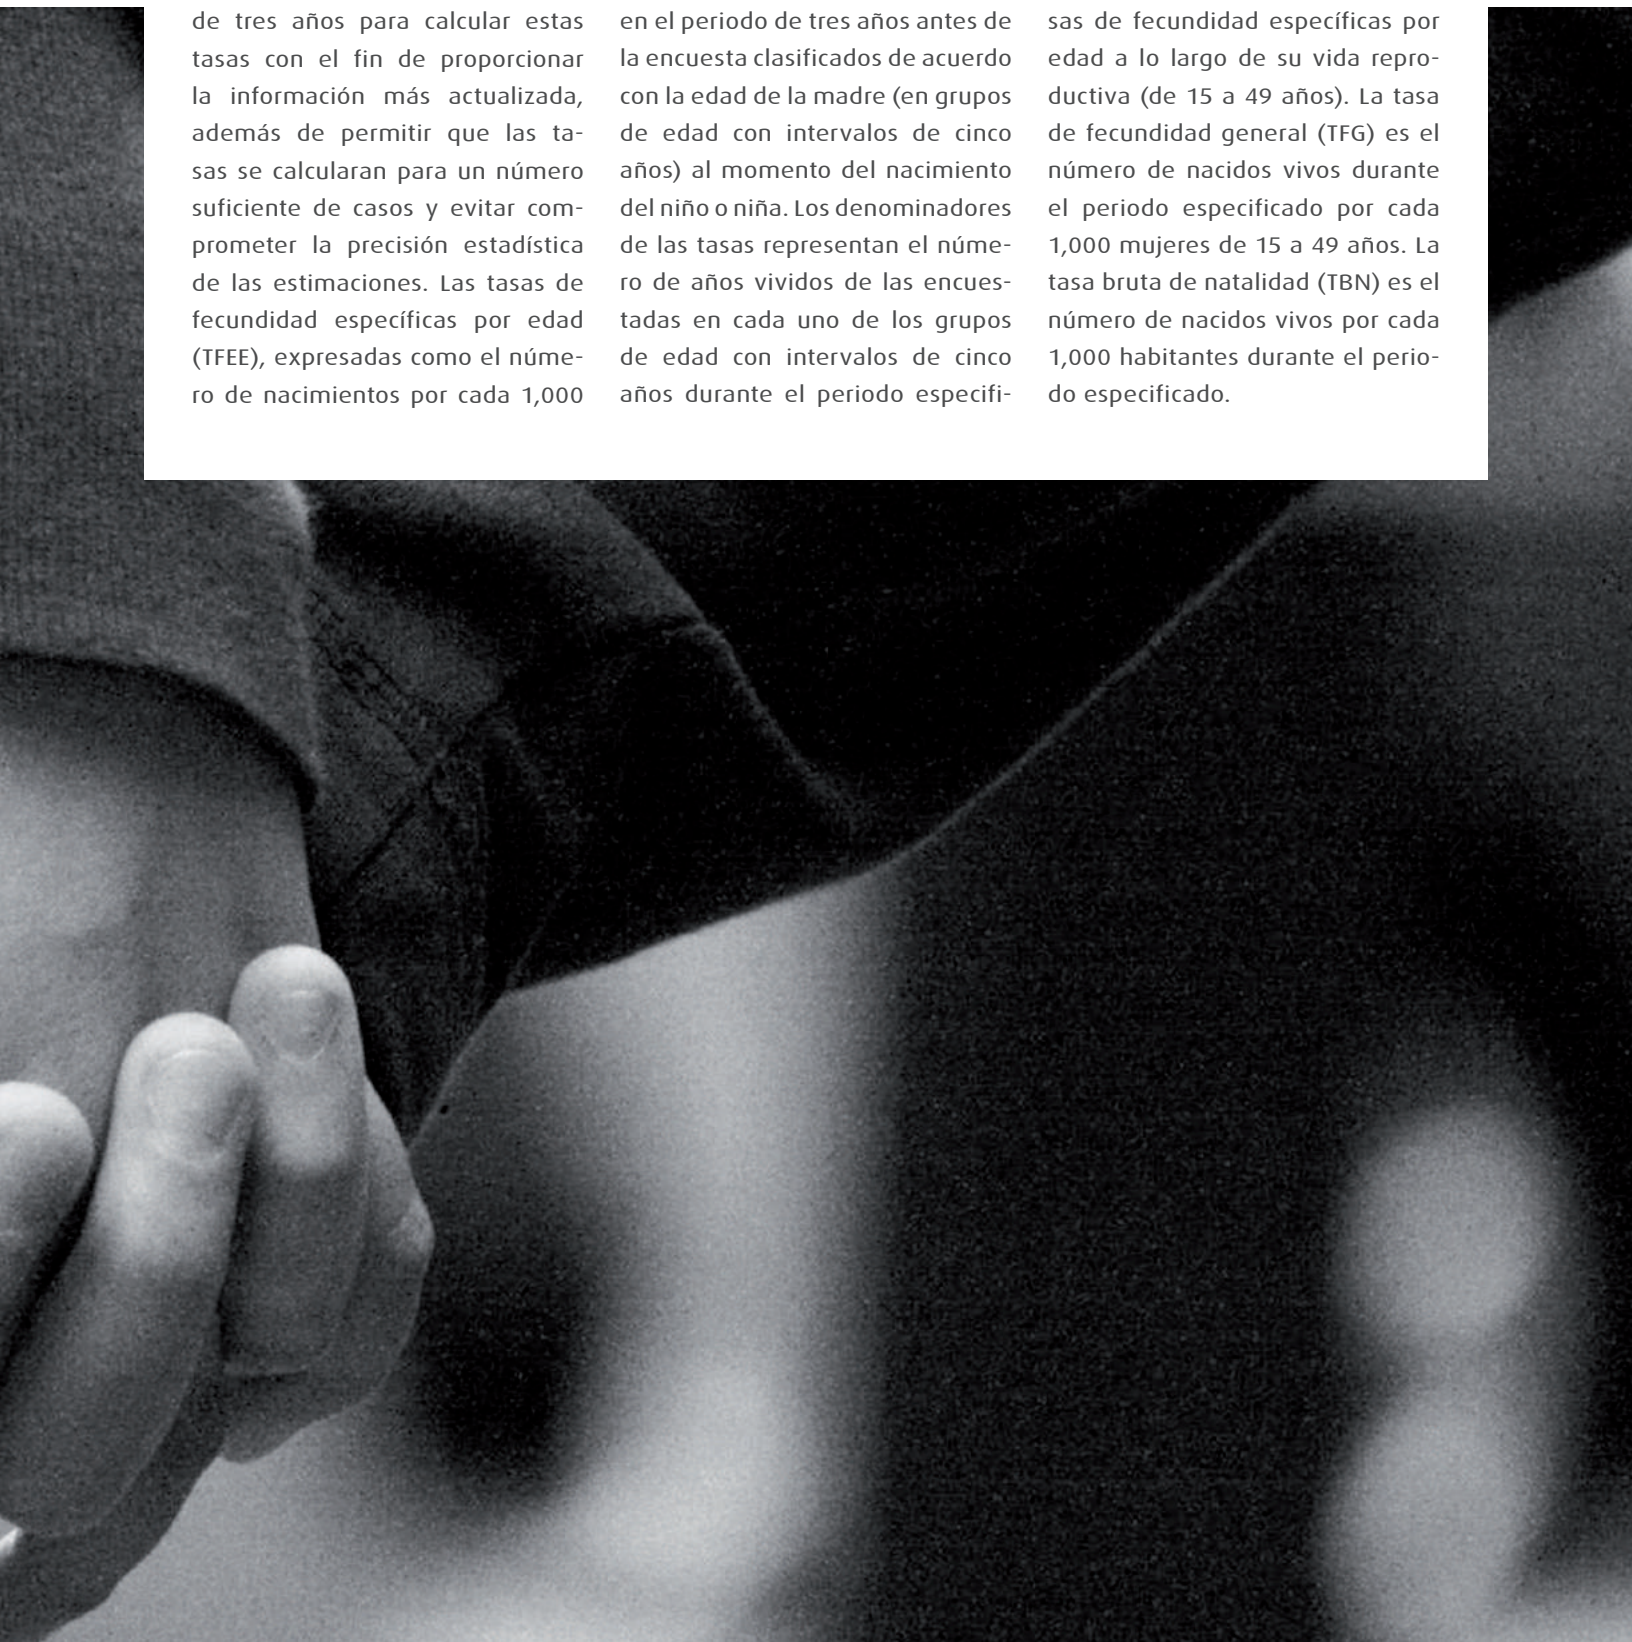 de tres años para calcular estas
tasas con el fin de proporcionar
la información más actualizada,
además de permitir que las ta-
sas se calcularan para un número
suficiente de casos y evitar com-
prometer la precisión estadística
de las estimaciones. Las tasas de
fecundidad específicas por edad
(TFEE), expresadas como el núme-
ro de nacimientos por cada 1,000
en el periodo de tres años antes de
la encuesta clasificados de acuerdo
con la edad de la madre (en grupos
de edad con intervalos de cinco
años) al momento del nacimiento
del niño o niña. Los denominadores
de las tasas representan el núme-
ro de años vividos de las encues-
tadas en cada uno de los grupos
de edad con intervalos de cinco
años durante el periodo especifi-
sas de fecundidad específicas por
edad a lo largo de su vida repro-
ductiva (de 15 a 49 años). La tasa
de fecundidad general (TFG) es el
número de nacidos vivos durante
el periodo especificado por cada
1,000 mujeres de 15 a 49 años. La
tasa bruta de natalidad (TBN) es el
número de nacidos vivos por cada
1,000 habitantes durante el perio-
do especificado.